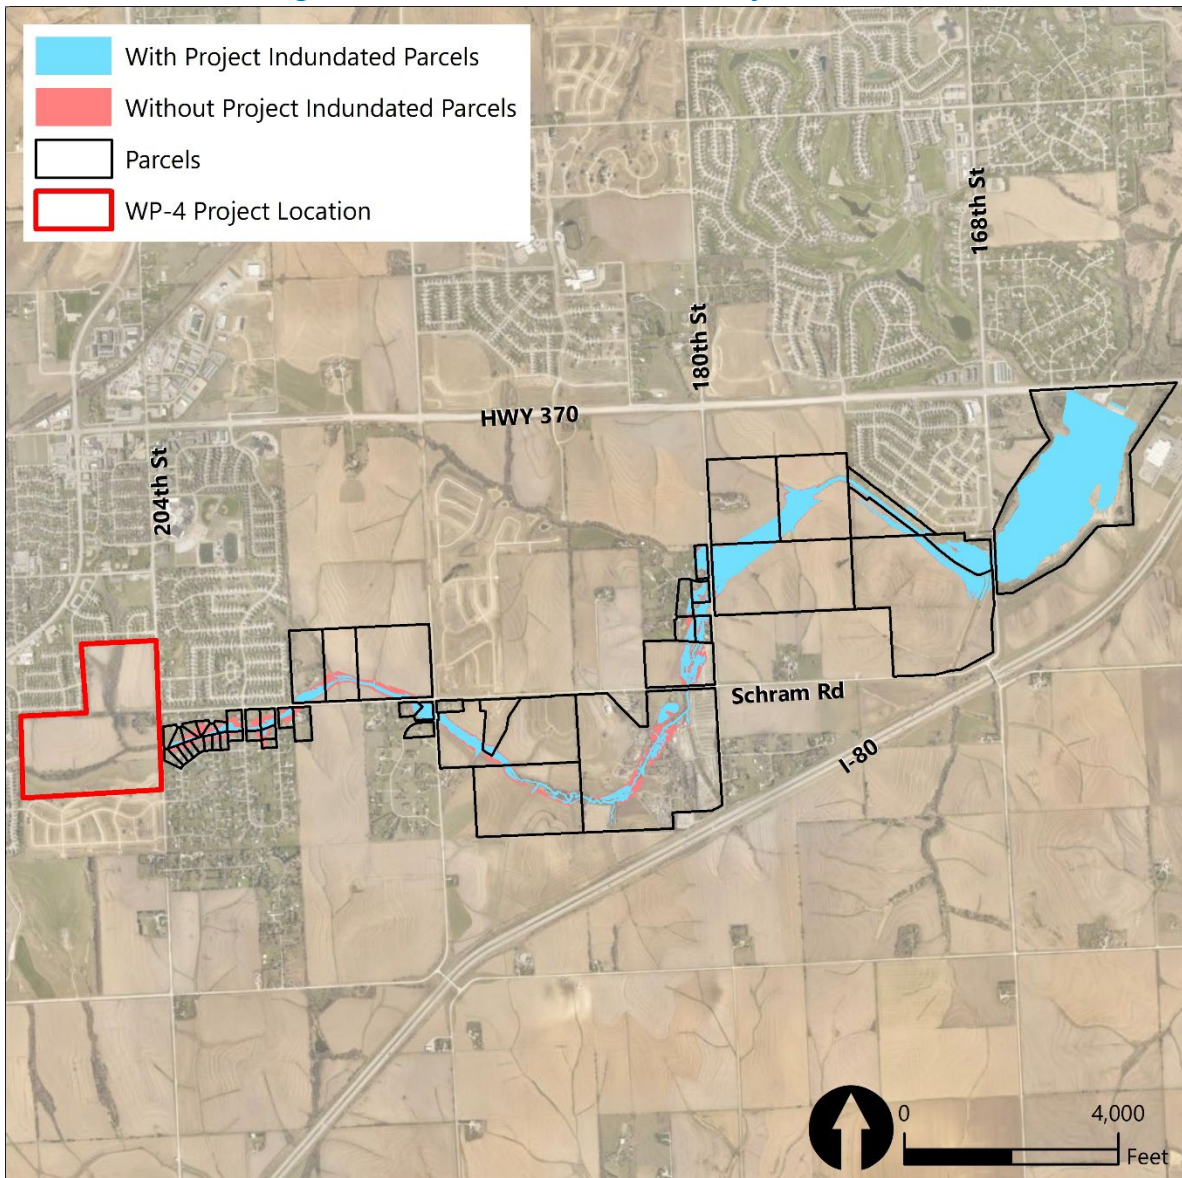 With Project Indundated Parcels
Without Project Indundated Parcels
Parcels
WP-4 Project Location
168th St
180th St
HWY 370
204th St
Schram Rd
I-80
0 4,000
Feet